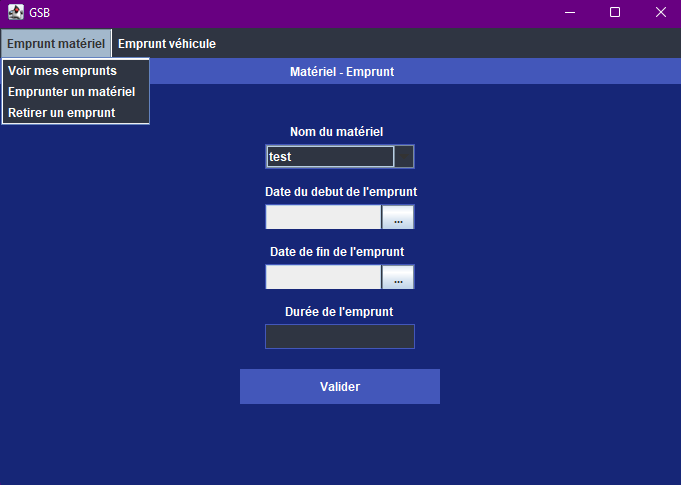 GSB
Emprunt matériel Emprunt véhicule
Voir mes emprunts
Emprunter un matériel
Retirer un emprunt
Matériel - Emprunt
Nom du matériel
test
Date du debut de l'emprunt
...
Date de fin de l'emprunt
...
Durée de l'emprunt
Valider